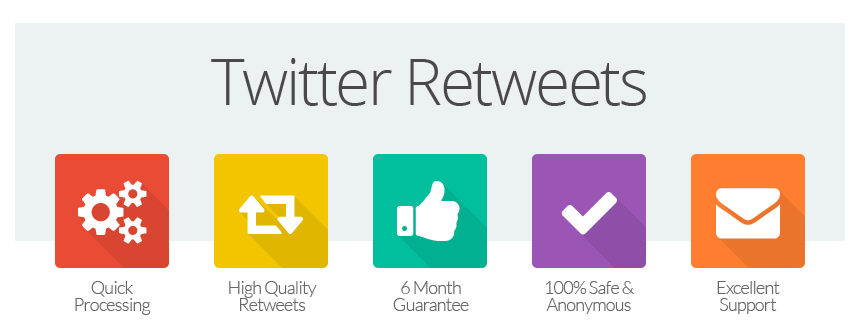 Twitter Retweets
Quick
Processing
High Quality
Retweets
6 Month
Guarantee
100% Safe &
Anonymous
Excellent
Support